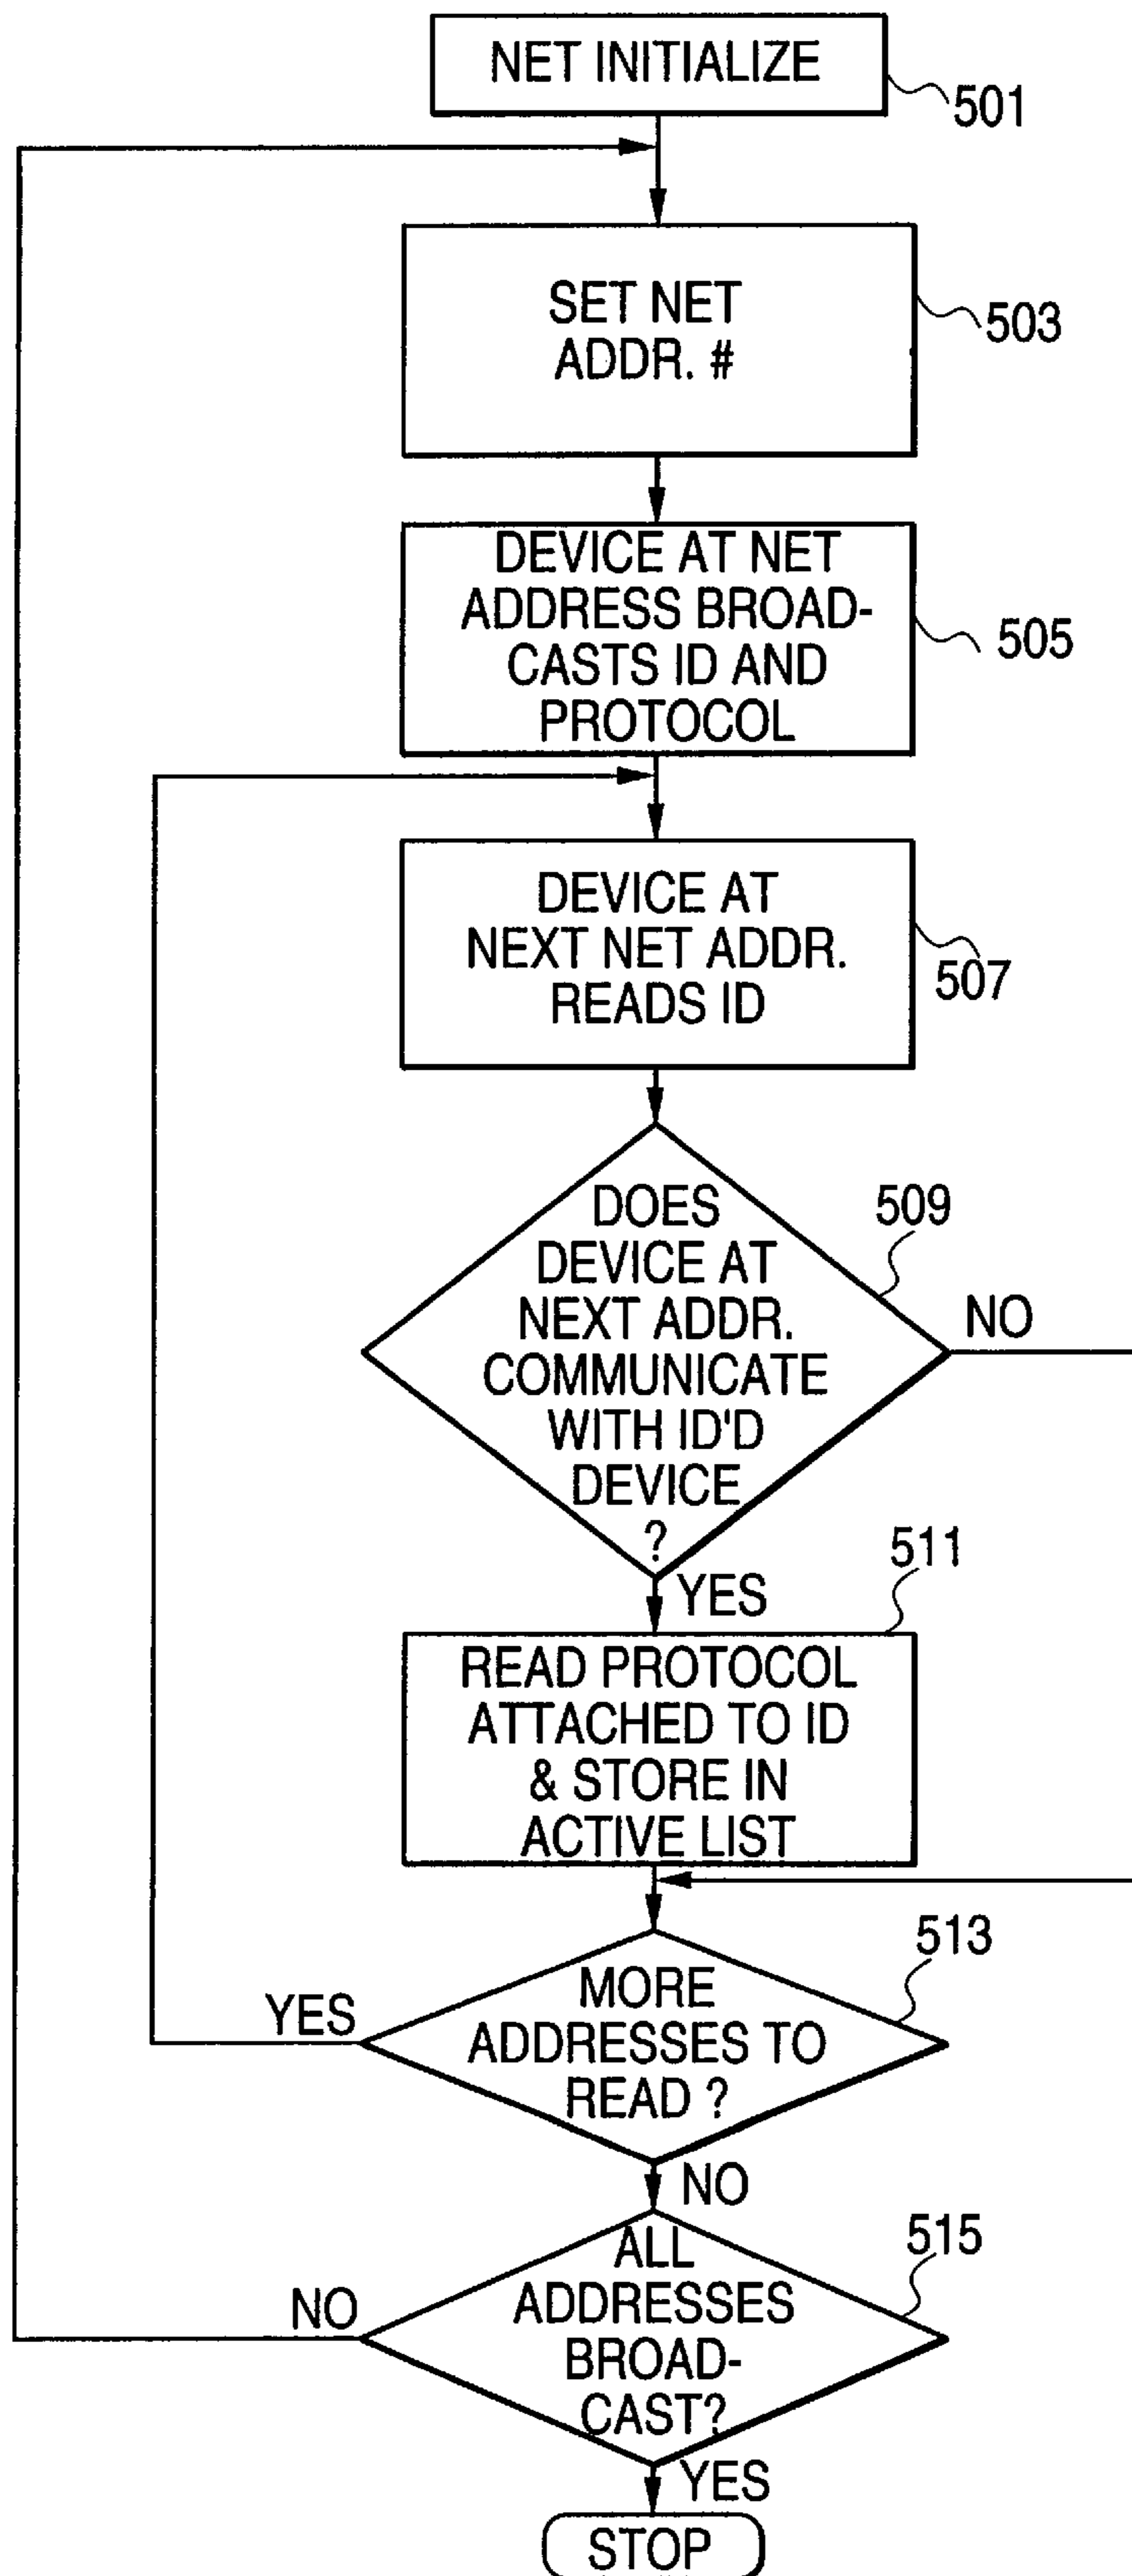 NET INITIALIZE
501
SET NET
ADDR. #
503
DEVICE AT NET
ADDRESS BROAD-
CASTS ID AND
PROTOCOL
505
DEVICE AT
NEXT NET ADDR.
READS ID
507
DOES
DEVICE AT
NEXT ADDR.
COMMUNICATE
WITH ID'D
DEVICE
?
509
NO
YES
511
READ PROTOCOL
ATTACHED TO ID
& STORE IN
ACTIVE LIST
513
MORE
ADDRESSES TO
READ ?
YES
NO
515
ALL
ADDRESSES
BROAD-
CAST?
NO
YES
STOP